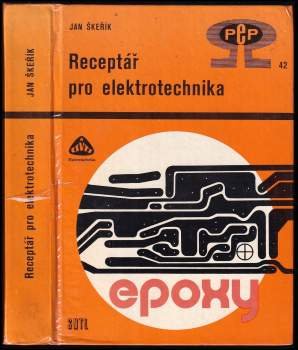 JAN ŠKEŘÍK
Receptář pro elektrotechnika
JAN ŠKEŘÍK
PEP
42
Receptář
pro elektrotechnika
epoxy
SNTL